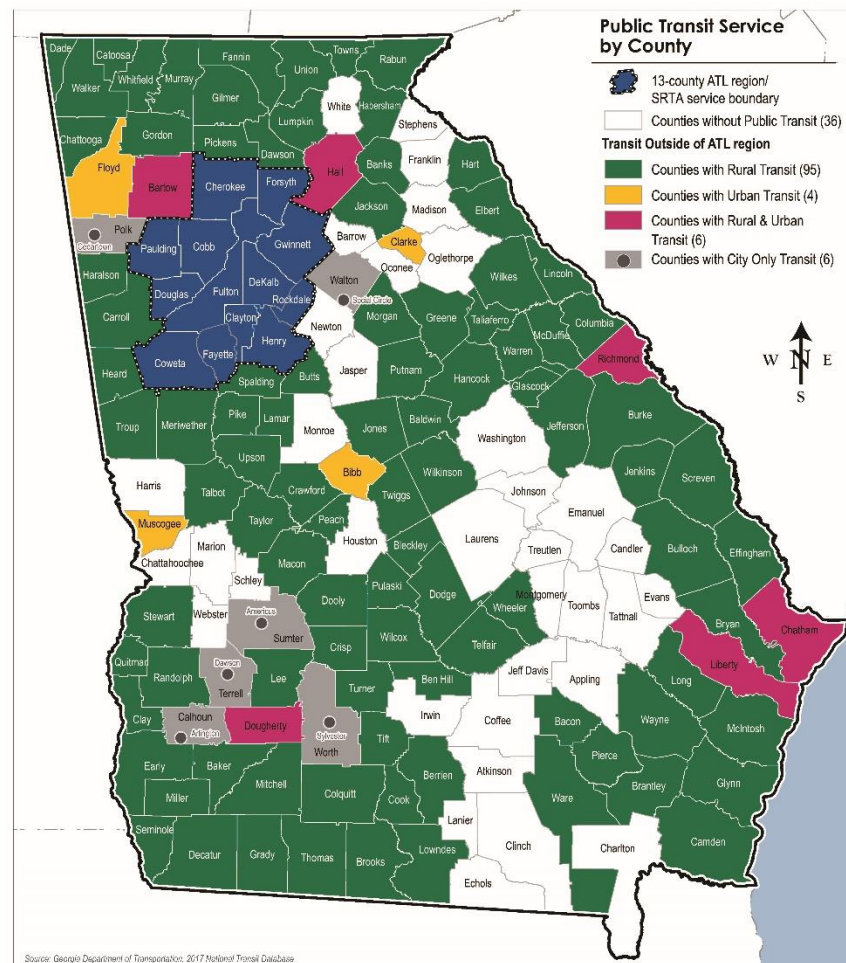 Public Transit Service
by County
13-county ATL region/
SRTA service boundary
Counties without Public Transit (36)
Transit Outside of ATL region
Counties with Rural Transit (95)
Counties with Urban Transit (4)
Counties with Rural & Urban
Transit (6)
Counties with City Only Transit (6)
W N E
S
Dade
Catoosa
Whitfield
Murray
Fannin
Union
Towns
Rabun
Walker
Gilmer
White
Habersham
Lumpkin
Stephens
Chattooga
Gordon
Pickens
Dawson
Franklin
Banks
Hart
Floyd
Bartow
Cherokee
Forsyth
Hall
Madison
Elbert
Jackson
Polk
Cedartown
Paulding
Cobb
Gwinnett
Barrow
Clarke
Oglethorpe
Oconee
Haralson
Douglas
Fulton
DeKalb
Rockdale
Walton
Social Circle
Wilkes
Lincoln
Carroll
Clayton
Newton
Morgan
Greene
Taliaferro
McDuffie
Columbia
Coweta
Fayette
Henry
Jasper
Putnam
Warren
Richmond
Heard
Spalding
Butts
Hancock
Glascock
Troup
Meriwether
Pike
Lamar
Monroe
Jones
Baldwin
Washington
Jefferson
Burke
Upson
Bibb
Wilkinson
Jenkins
Screven
Harris
Talbot
Crawford
Twiggs
Johnson
Emanuel
Muscogee
Taylor
Peach
Houston
Bleckley
Laurens
Treutlen
Candler
Bulloch
Effingham
Chattahoochee
Marion
Macon
Schley
Pulaski
Dodge
Wheeler
Montgomery
Toombs
Tattnall
Evans
Bryan
Chatham
Stewart
Webster
Americus
Sumter
Dooly
Wilcox
Telfair
Liberty
Quitman
Randolph
Dawson
Terrell
Lee
Crisp
Turner
Ben Hill
Jeff Davis
Appling
Long
Clay
Calhoun
Arlington
Dougherty
Sylvester
Worth
Tift
Irwin
Coffee
Bacon
Wayne
McIntosh
Early
Baker
Mitchell
Colquitt
Cook
Berrien
Atkinson
Pierce
Brantley
Glynn
Miller
Ware
Lanier
Seminole
Decatur
Grady
Thomas
Brooks
Lowndes
Clinch
Charlton
Camden
Echols
Source: Georgia Department of Transportation, 2017 National Transit Database